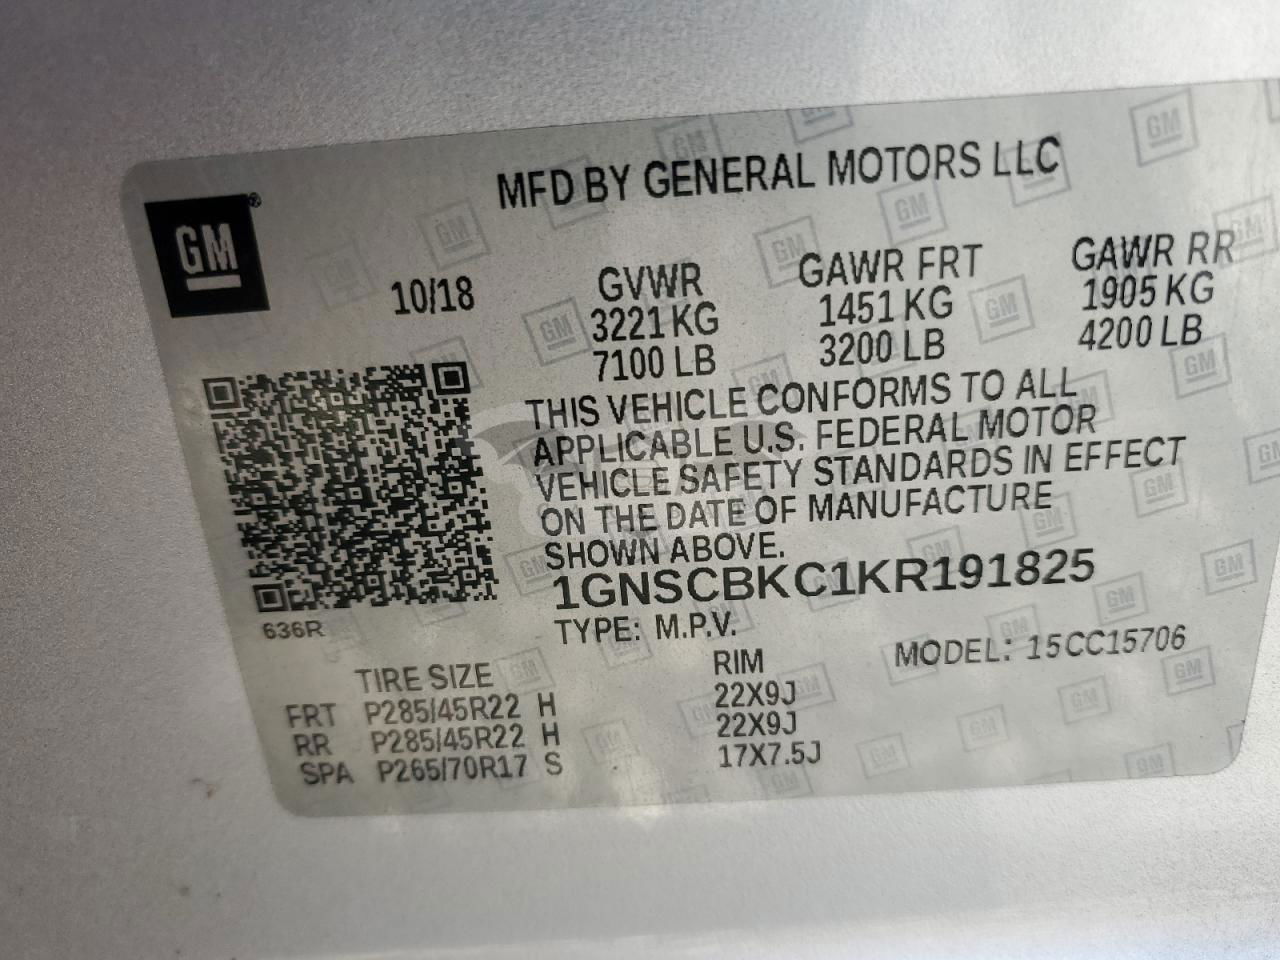 MFD BY GENERAL MOTORS LLC
GM ®
10/18
GVWR GAWR FRT GAWR RR
3221 KG 1451 KG 1905 KG
7100 LB 3200 LB 4200 LB
THIS VEHICLE CONFORMS TO ALL
APPLICABLE U.S. FEDERAL MOTOR
VEHICLE SAFETY STANDARDS IN EFFECT
ON THE DATE OF MANUFACTURE
SHOWN ABOVE.
1GNSCBKC1KR191825
636R
TYPE: M.P.V.
MODEL: 15CC15706
TIRE SIZE RIM
FRT P285/45R22 H 22X9J
RR P285/45R22 H 22X9J
SPA P265/70R17 S 17X7.5J